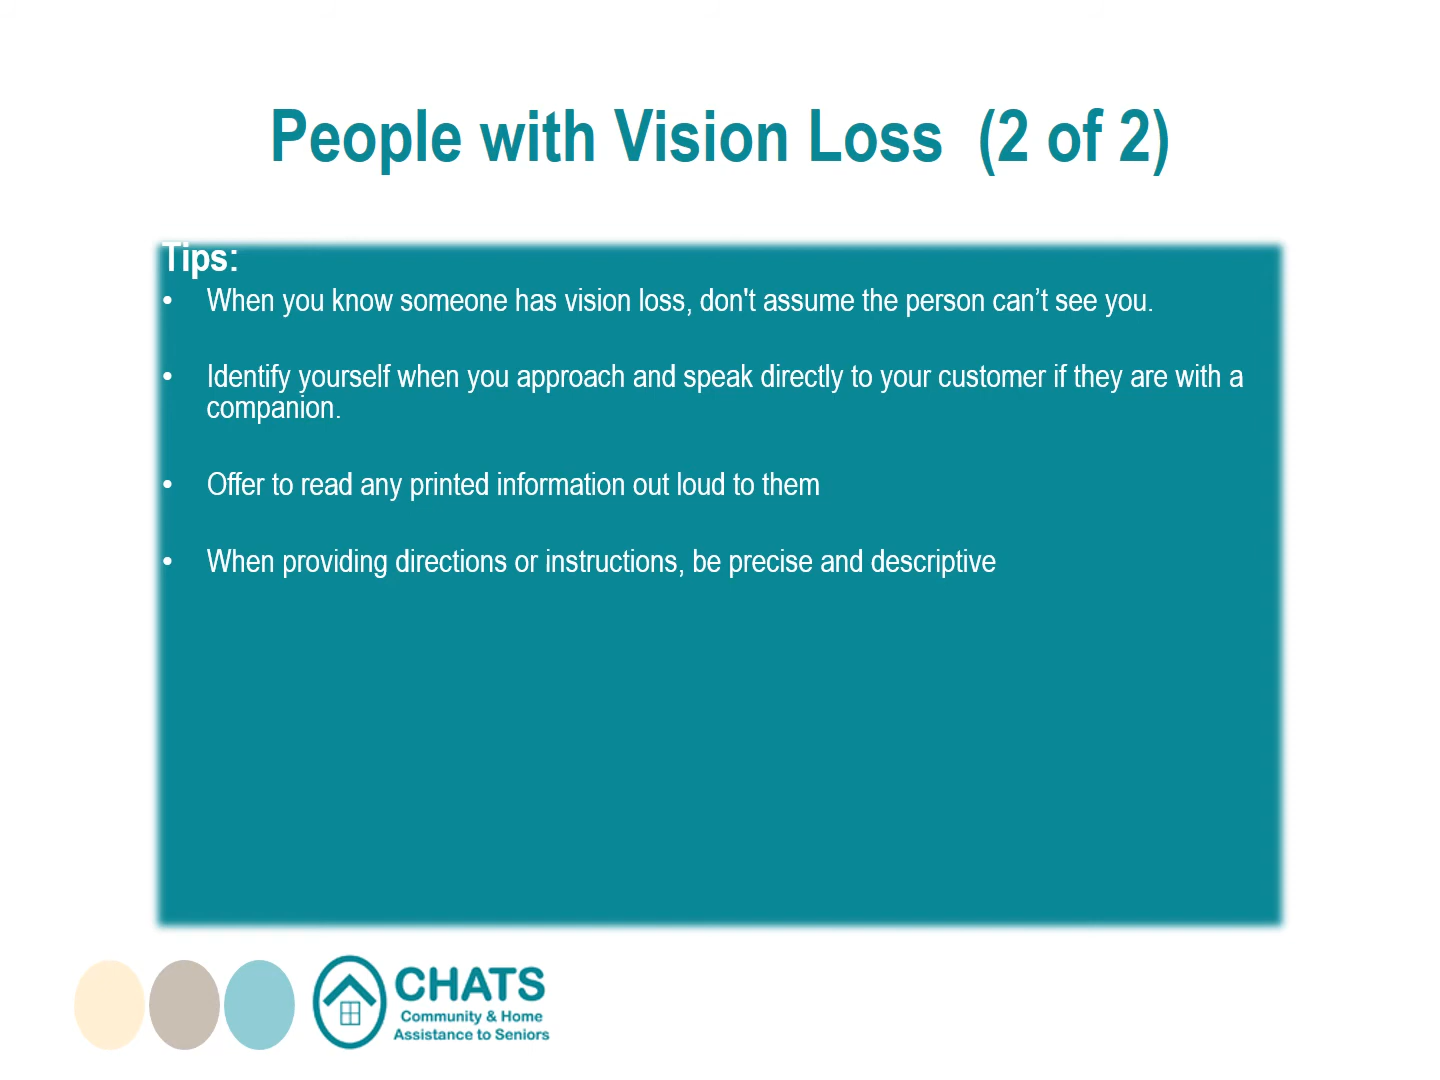 People with Vision Loss  (2 of 2)
Tips:
• When you know someone has vision loss, don't assume the person can’t see you.
• Identify yourself when you approach and speak directly to your customer if they are with a
companion.
• Offer to read any printed information out loud to them
• When providing directions or instructions, be precise and descriptive
CHATS
Community & Home
Assistance to Seniors